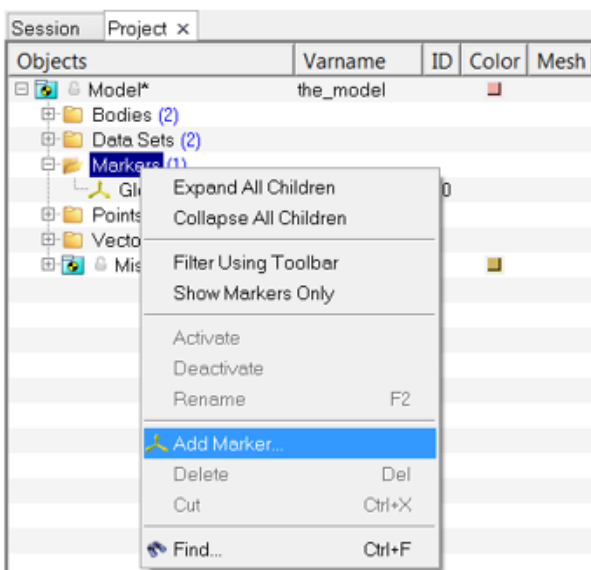 Session Project ×
Objects Varname ID Color Mesh
Model* the_model
Bodies (2)
Data Sets (2)
Markers (1)
Expand All Children
Points
Collapse All Children
Filter Using Toolbar
Show Markers Only
Activate
Deactivate
Rename F2
Add Marker...
Delete Del
Cut Ctrl+X
Find... Ctrl+F